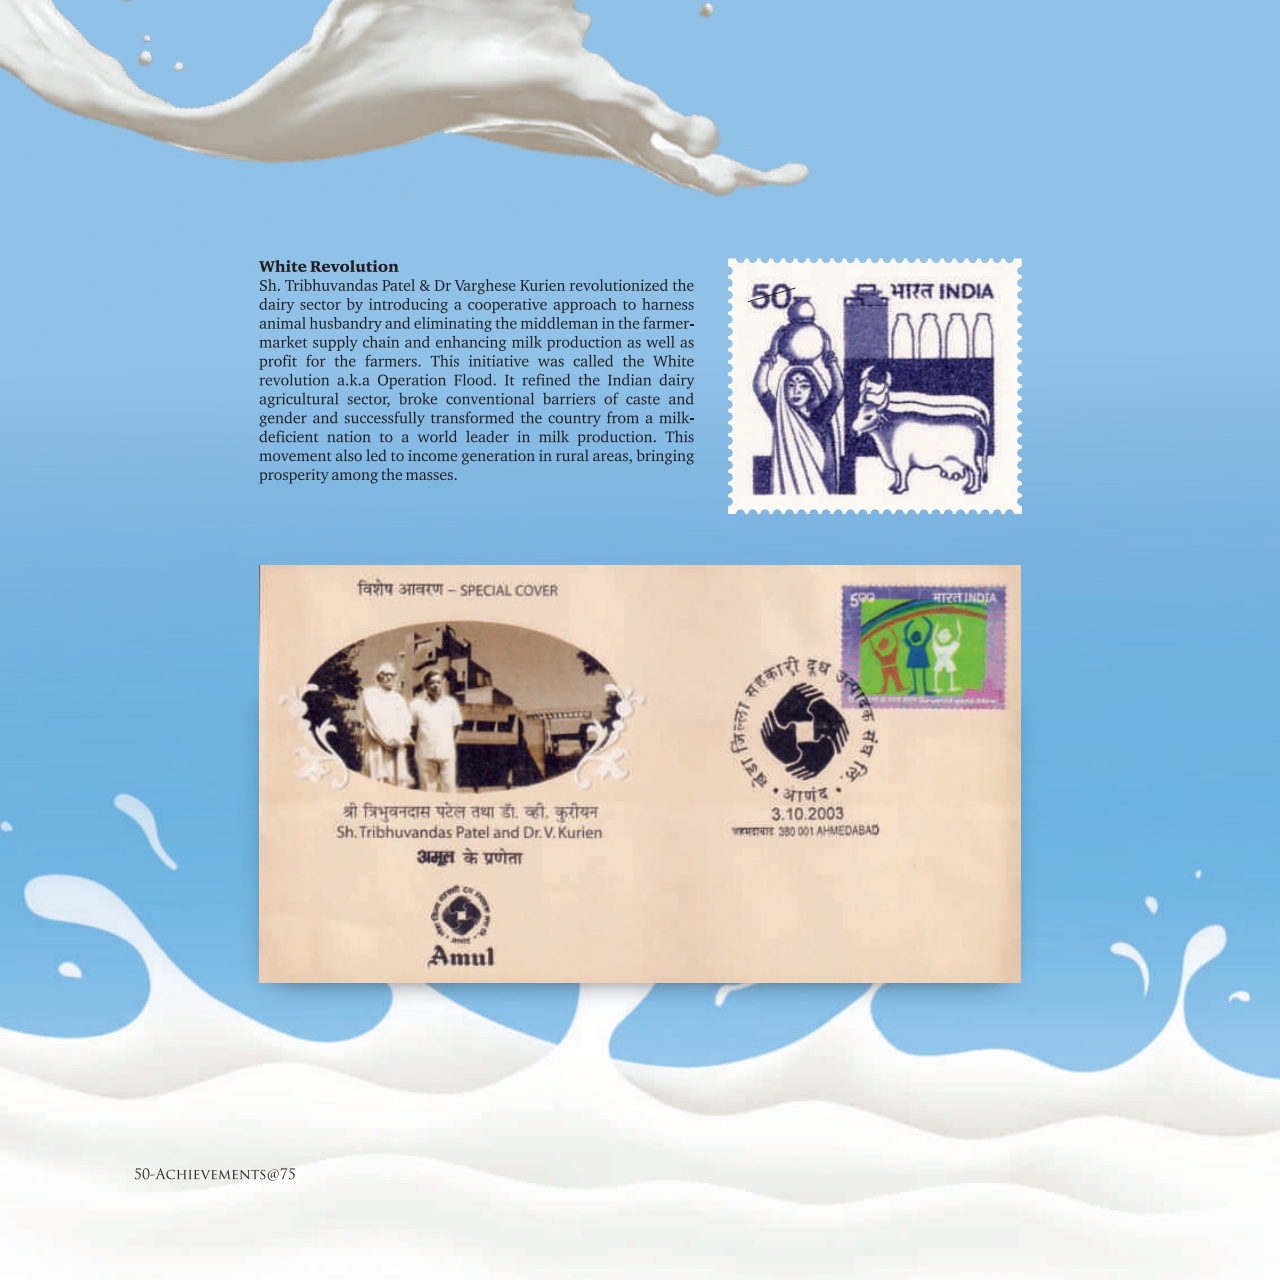 White Revolution
Sh. Tribhuvandas Patel & Dr Varghese Kurien revolutionized the
dairy sector by introducing a cooperative approach to harness
animal husbandry and eliminating the middleman in the farmer-
market supply chain and enhancing milk production as well as
profit for the farmers. This initiative was called the White
revolution a.k.a Operation Flood. It refined the Indian dairy
agricultural sector, broke conventional barriers of caste and
gender and successfully transformed the country from a milk-
deficient nation to a world leader in milk production. This
movement also led to income generation in rural areas, bringing
prosperity among the masses.
50
भारत INDIA
विशेष आवरण – SPECIAL COVER
500
भारत INDIA
खेडा जिल्ला सहकारी दूध उत्पादक संघ लि.
• आणंद •
3.10.2003
अहमदाबाद 380 001 AHMEDABAD
श्री त्रिभुवनदास पटेल तथा डॅा. व्ही. कुरीयन
Sh. Tribhuvandas Patel and Dr. V. Kurien
अमूल के प्रणेता
Amul
50-Achievements@75